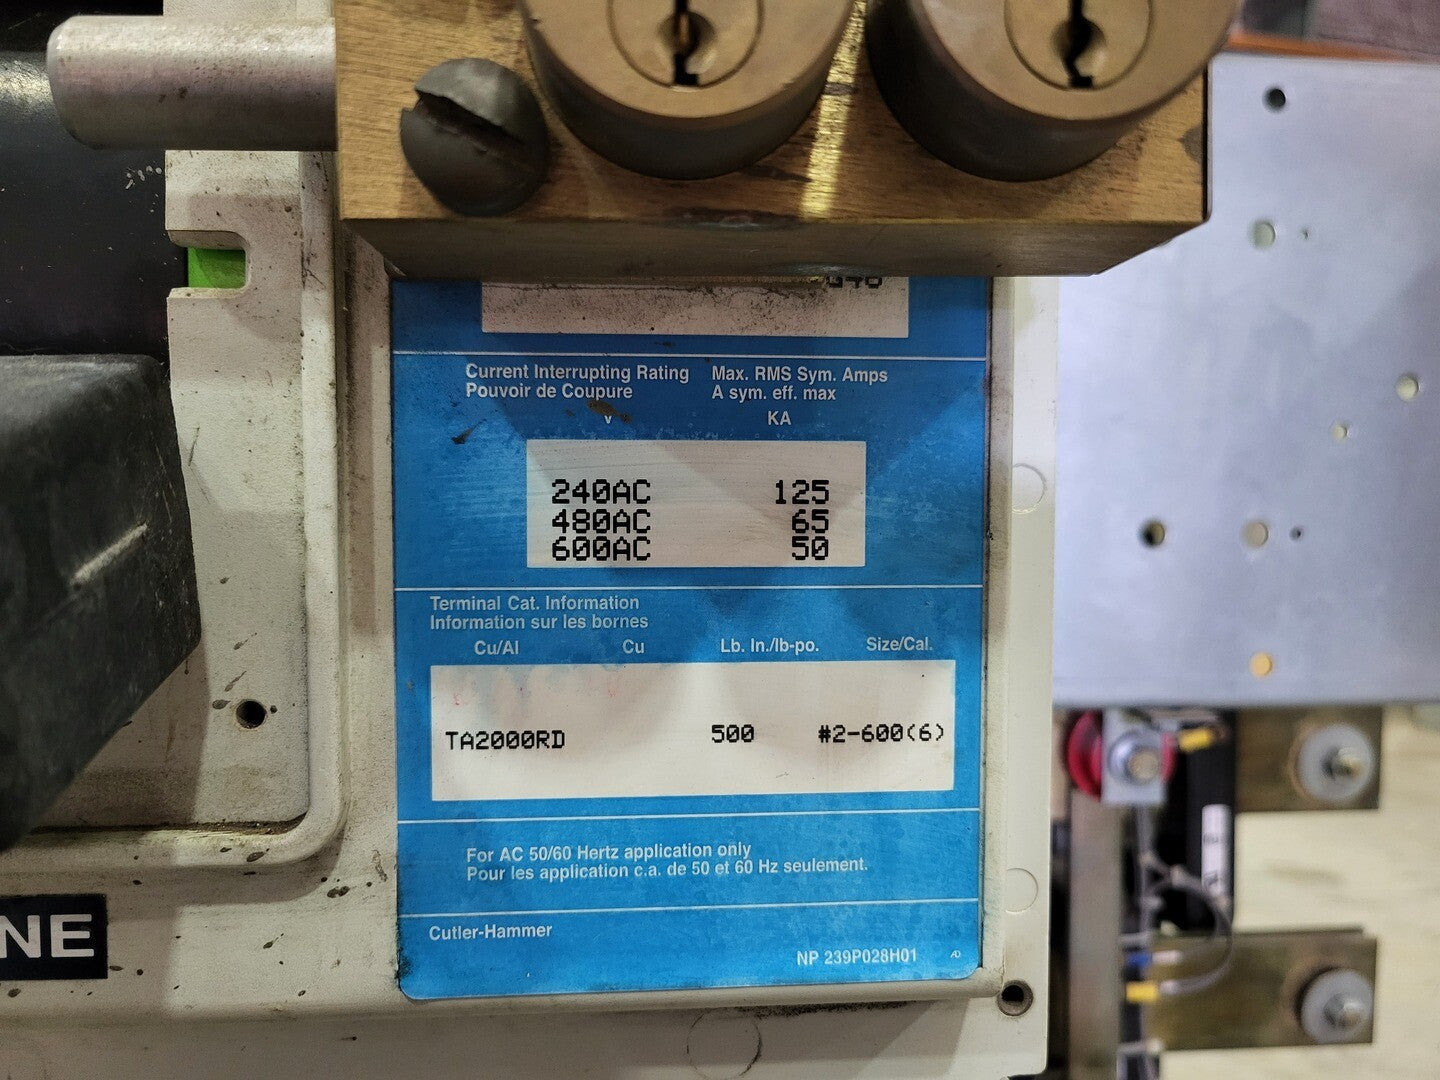 Current Interrupting Rating Max. RMS Sym. Amps
Pouvoir de Coupure A sym. eff. max
V KA
240AC 125
480AC 65
600AC 50
Terminal Cat. Information
Information sur les bornes
Cu/Al Cu Lb. In./lb-po. Size/Cal.
TA2000RD 500 #2-600(6)
For AC 50/60 Hertz application only
Pour les application c.a. de 50 et 60 Hz seulement.
NE
Cutler-Hammer
NP 239P028H01